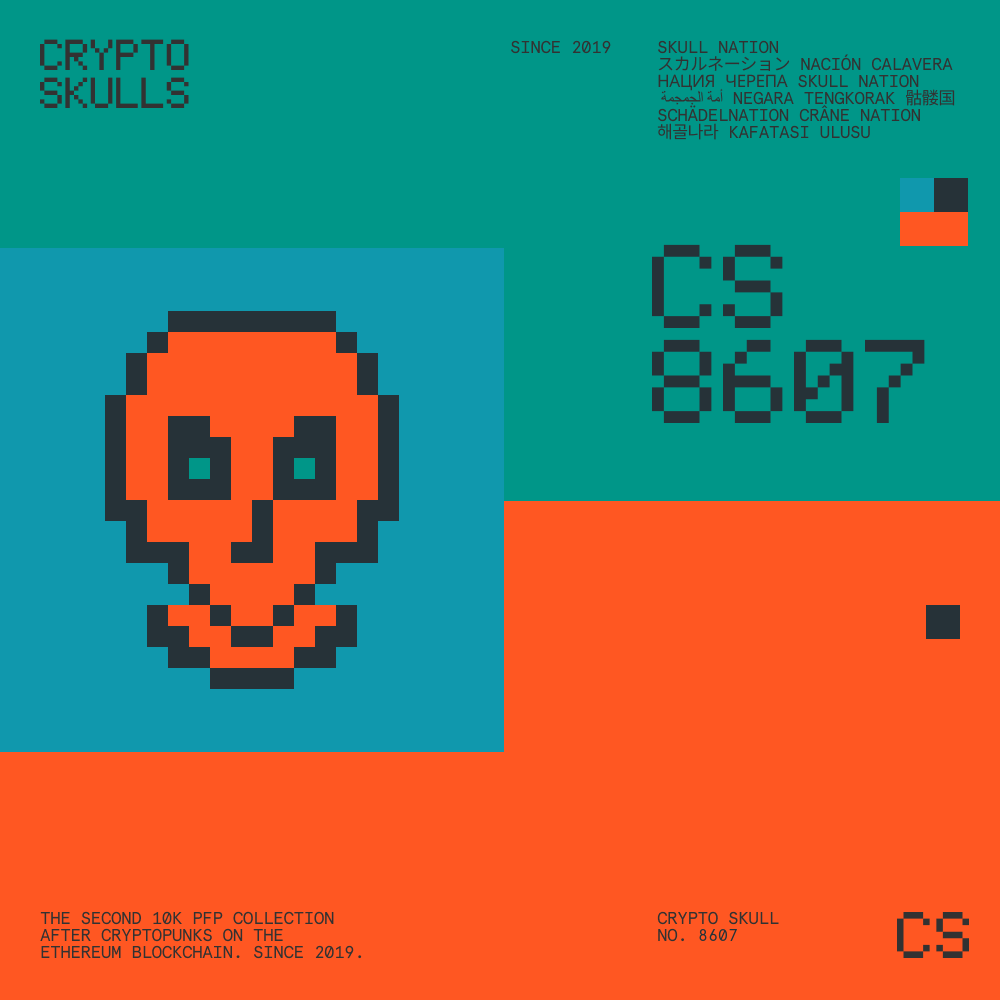 CRYPTO
SKULLS
SINCE 2019
SKULL NATION
スカルネーション NACIÓN CALAVERA
НАЦИЯ ЧЕРЕПА SKULL NATION
أمة الجمجمة NEGARA TENGKORAK 骷髅国
SCHÄDELNATION CRÂNE NATION
해골나라 KAFATASI ULUSU
CS
8607
THE SECOND 10K PFP COLLECTION
AFTER CRYPTOPUNKS ON THE
ETHEREUM BLOCKCHAIN. SINCE 2019.
CRYPTO SKULL
NO. 8607
CS